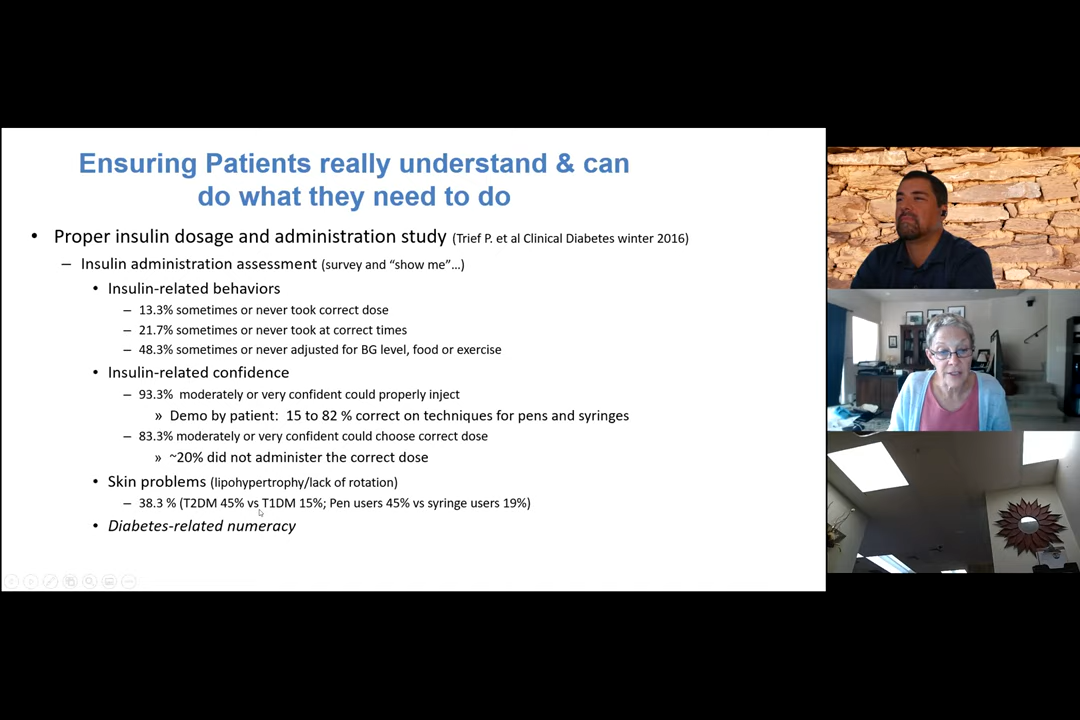 Ensuring Patients really understand & can
do what they need to do
• Proper insulin dosage and administration study (Trief P. et al Clinical Diabetes winter 2016)
– Insulin administration assessment (survey and “show me”…)
• Insulin-related behaviors
– 13.3% sometimes or never took correct dose
– 21.7% sometimes or never took at correct times
– 48.3% sometimes or never adjusted for BG level, food or exercise
• Insulin-related confidence
– 93.3% moderately or very confident could properly inject
» Demo by patient: 15 to 82 % correct on techniques for pens and syringes
– 83.3% moderately or very confident could choose correct dose
» ~20% did not administer the correct dose
• Skin problems (lipohypertrophy/lack of rotation)
– 38.3 % (T2DM 45% vs T1DM 15%; Pen users 45% vs syringe users 19%)
• Diabetes-related numeracy